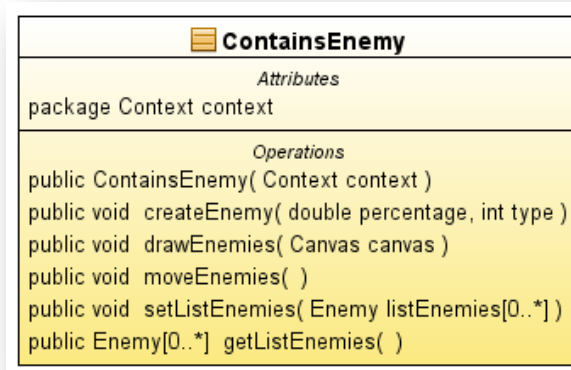 ContainsEnemy
Attributes
package Context context
Operations
public ContainsEnemy( Context context )
public void createEnemy( double percentage, int type )
public void drawEnemies( Canvas canvas )
public void moveEnemies( )
public void setListEnemies( Enemy listEnemies[0..*] )
public Enemy[0..*] getListEnemies( )